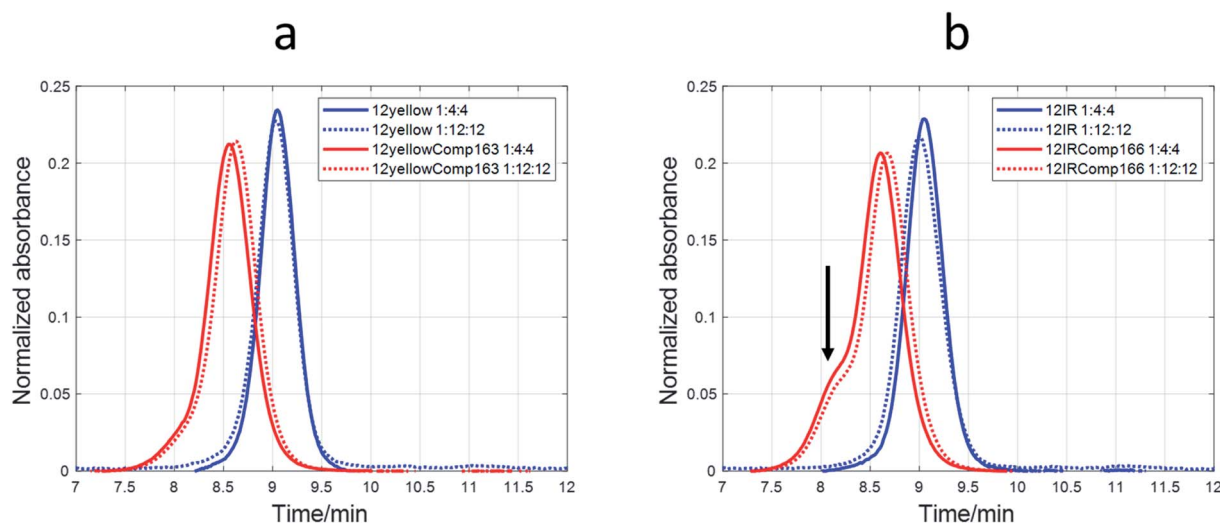 a
b
0.25
0.2
0.15
0.1
0.05
0
Normalized absorbance
12yellow 1:4:4
12yellow 1:12:12
12yellowComp163 1:4:4
12yellowComp163 1:12:12
7 7.5 8 8.5 9 9.5 10 10.5 11 11.5 12
Time/min
0.25
0.2
0.15
0.1
0.05
0
Normalized absorbance
12IR 1:4:4
12IR 1:12:12
12IRComp166 1:4:4
12IRComp166 1:12:12
7 7.5 8 8.5 9 9.5 10 10.5 11 11.5 12
Time/min